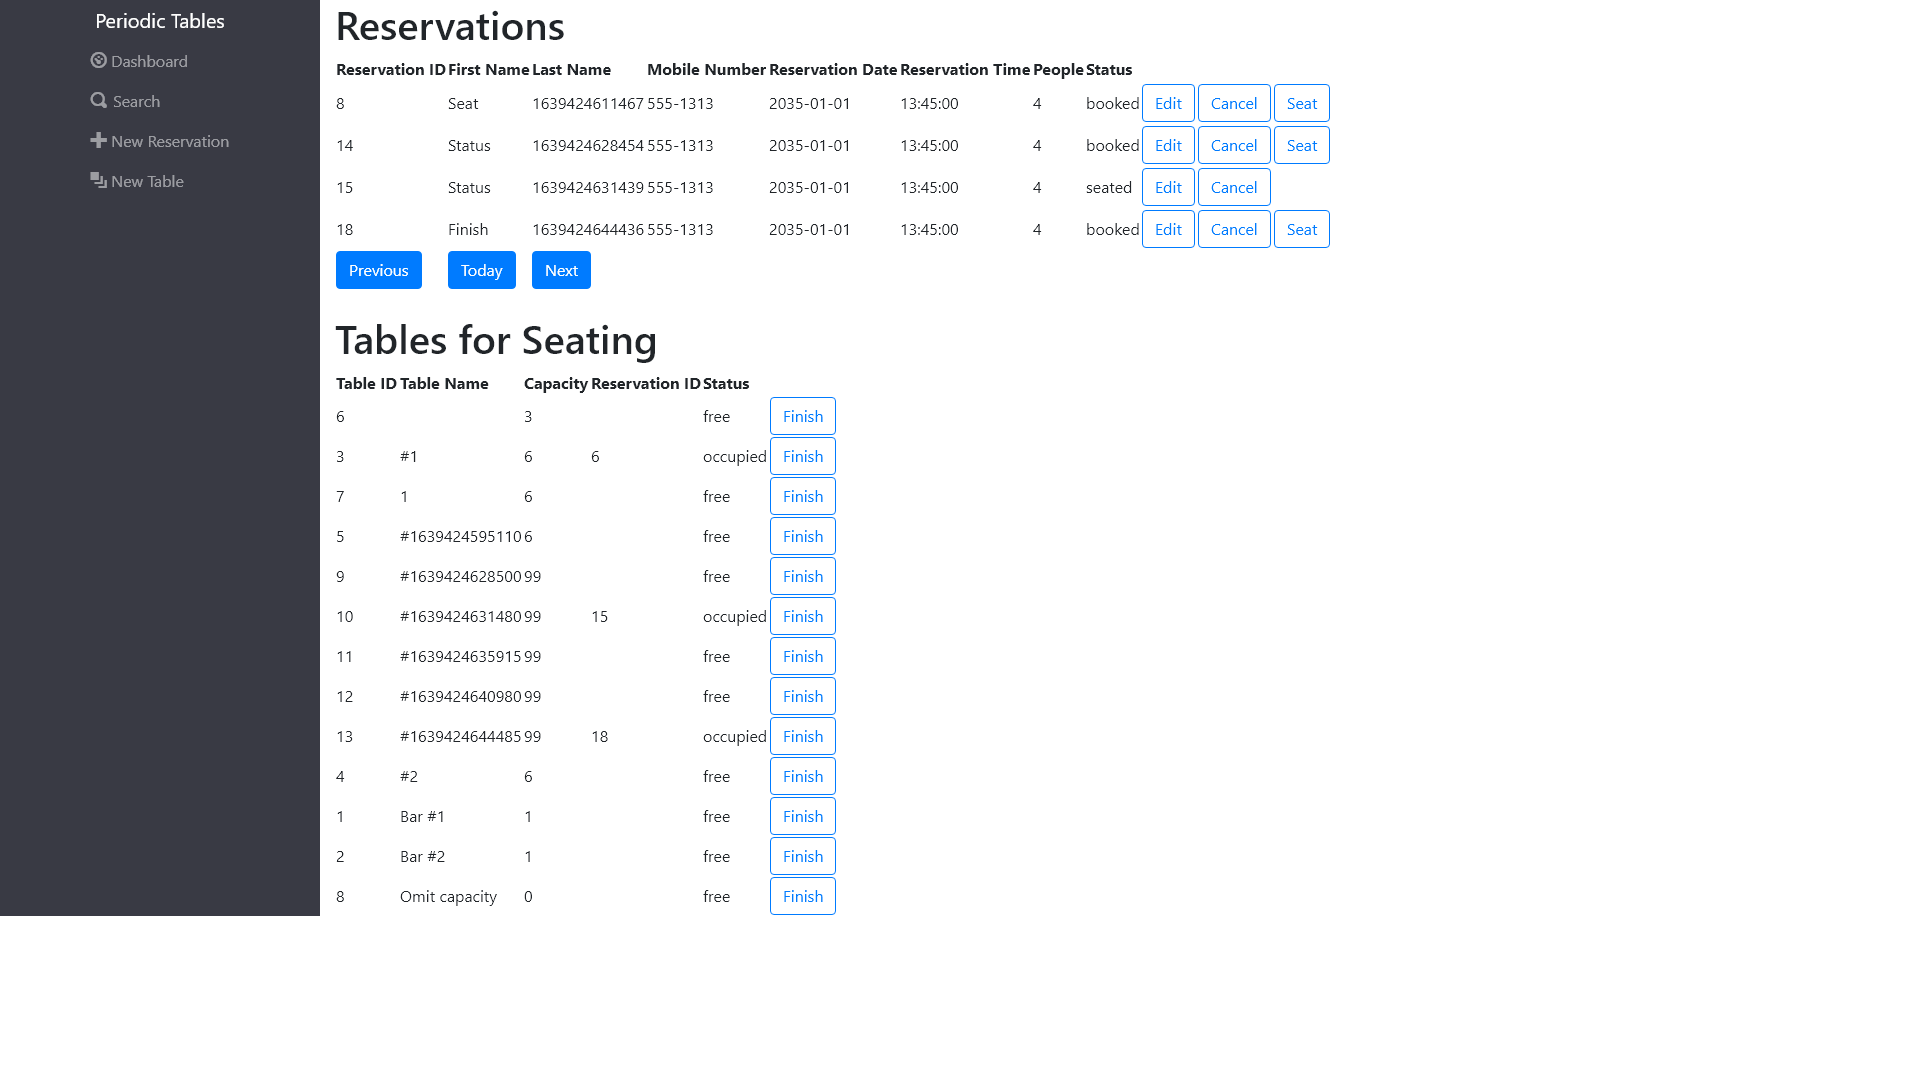 Periodic Tables
Dashboard
Search
New Reservation
New Table
Reservations
Reservation ID First Name Last Name Mobile Number Reservation Date Reservation Time People Status
8 Seat 1639424611467 555-1313 2035-01-01 13:45:00 4 booked Edit Cancel Seat
14 Status 1639424628454 555-1313 2035-01-01 13:45:00 4 booked Edit Cancel Seat
15 Status 1639424631439 555-1313 2035-01-01 13:45:00 4 seated Edit Cancel
18 Finish 1639424644436 555-1313 2035-01-01 13:45:00 4 booked Edit Cancel Seat
Previous Today Next
Tables for Seating
Table ID Table Name Capacity Reservation ID Status
6 3 free Finish
3 #1 6 6 occupied Finish
7 1 6 free Finish
5 #1639424595110 6 free Finish
9 #1639424628500 99 free Finish
10 #1639424631480 99 15 occupied Finish
11 #1639424635915 99 free Finish
12 #1639424640980 99 free Finish
13 #1639424644485 99 18 occupied Finish
4 #2 6 free Finish
1 Bar #1 1 free Finish
2 Bar #2 1 free Finish
8 Omit capacity 0 free Finish